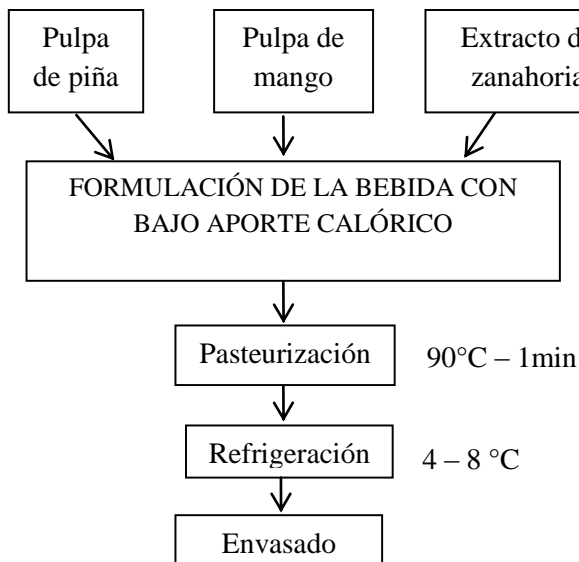 Pulpa
de piña
Pulpa de
mango
Extracto d
zanahoria
FORMULACIÓN DE LA BEBIDA CON
BAJO APORTE CALÓRICO
Pasteurización
90°C – 1min
Refrigeración
4 – 8 °C
Envasado